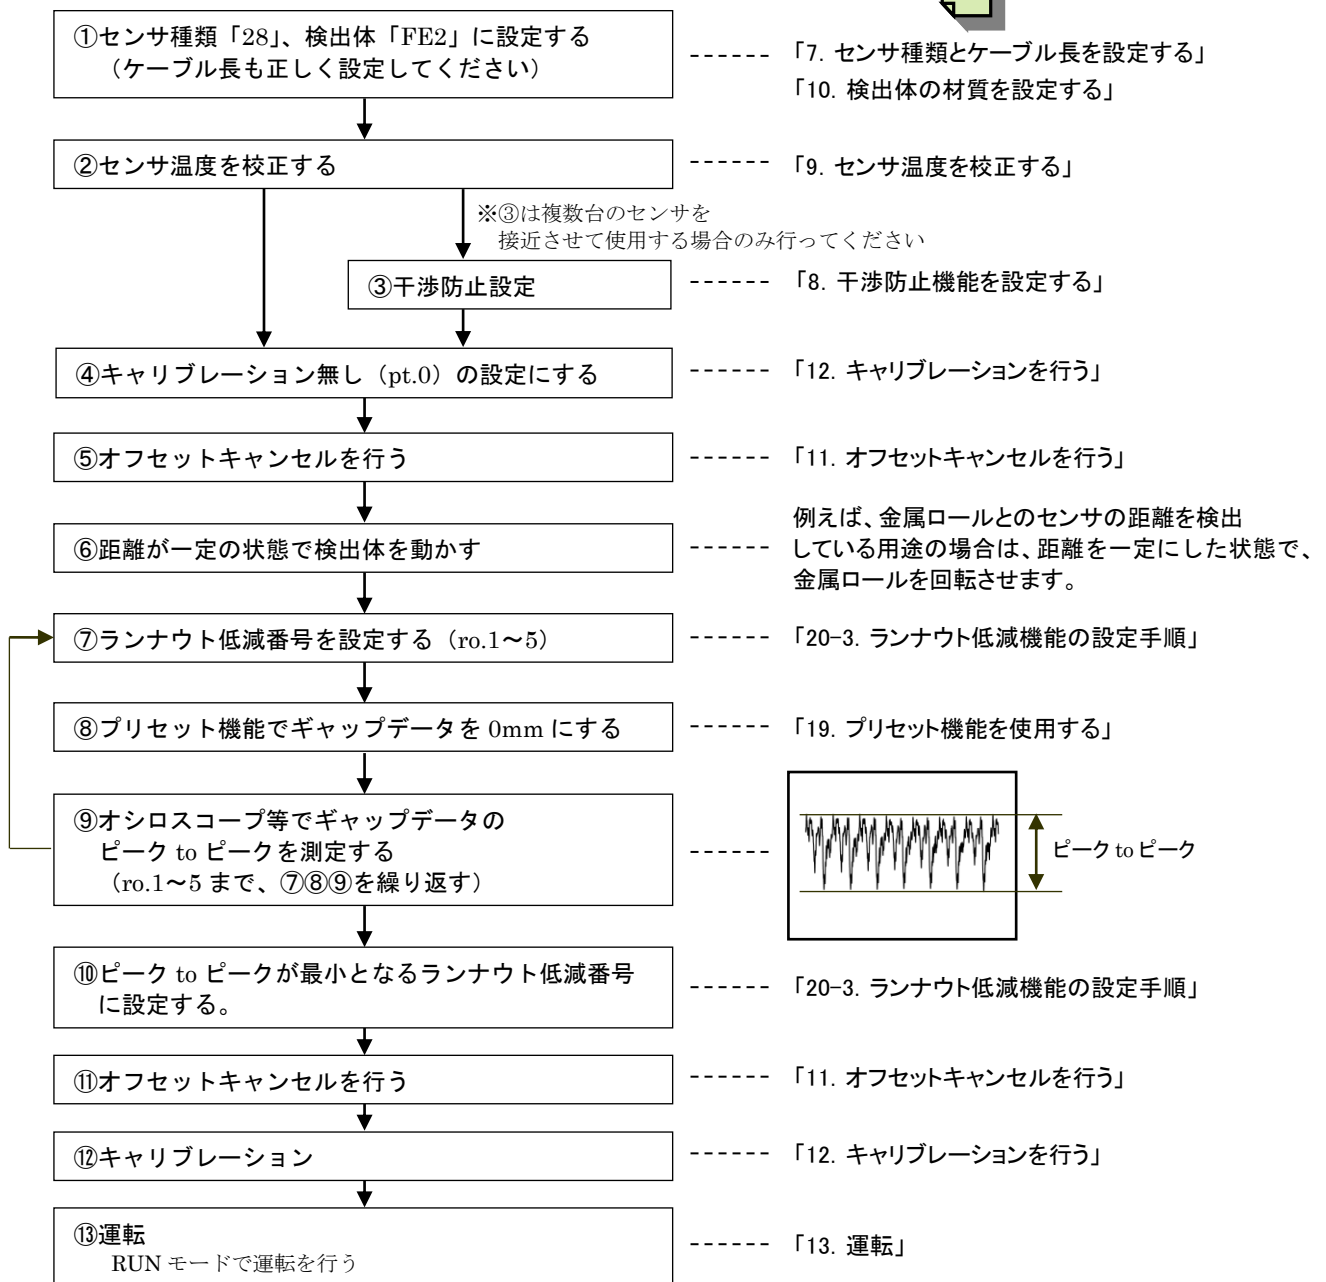 ①センサ種類「28」、検出体「FE2」に設定する
（ケーブル長も正しく設定してください）
------ 「7. センサ種類とケーブル長を設定する」
「10. 検出体の材質を設定する」
②センサ温度を校正する
------ 「9. センサ温度を校正する」
※③は複数台のセンサを
接近させて使用する場合のみ行ってください
③干渉防止設定
------ 「8. 干渉防止機能を設定する」
④キャリブレーション無し（pt.0）の設定にする
------ 「12. キャリブレーションを行う」
⑤オフセットキャンセルを行う
------ 「11. オフセットキャンセルを行う」
⑥距離が一定の状態で検出体を動かす
例えば、金属ロールとのセンサの距離を検出
------ している用途の場合は、距離を一定にした状態で、
金属ロールを回転させます。
⑦ランナウト低減番号を設定する（ro.1～5）
------ 「20-3. ランナウト低減機能の設定手順」
⑧プリセット機能でギャップデータを 0mm にする
------ 「19. プリセット機能を使用する」
⑨オシロスコープ等でギャップデータの
ピーク to ピークを測定する
（ro.1～5 まで、⑦⑧⑨を繰り返す）
------
ピーク to ピーク
⑩ピーク to ピークが最小となるランナウト低減番号
に設定する。
------ 「20-3. ランナウト低減機能の設定手順」
⑪オフセットキャンセルを行う
------ 「11. オフセットキャンセルを行う」
⑫キャリブレーション
------ 「12. キャリブレーションを行う」
⑬運転
RUN モードで運転を行う
------ 「13. 運転」